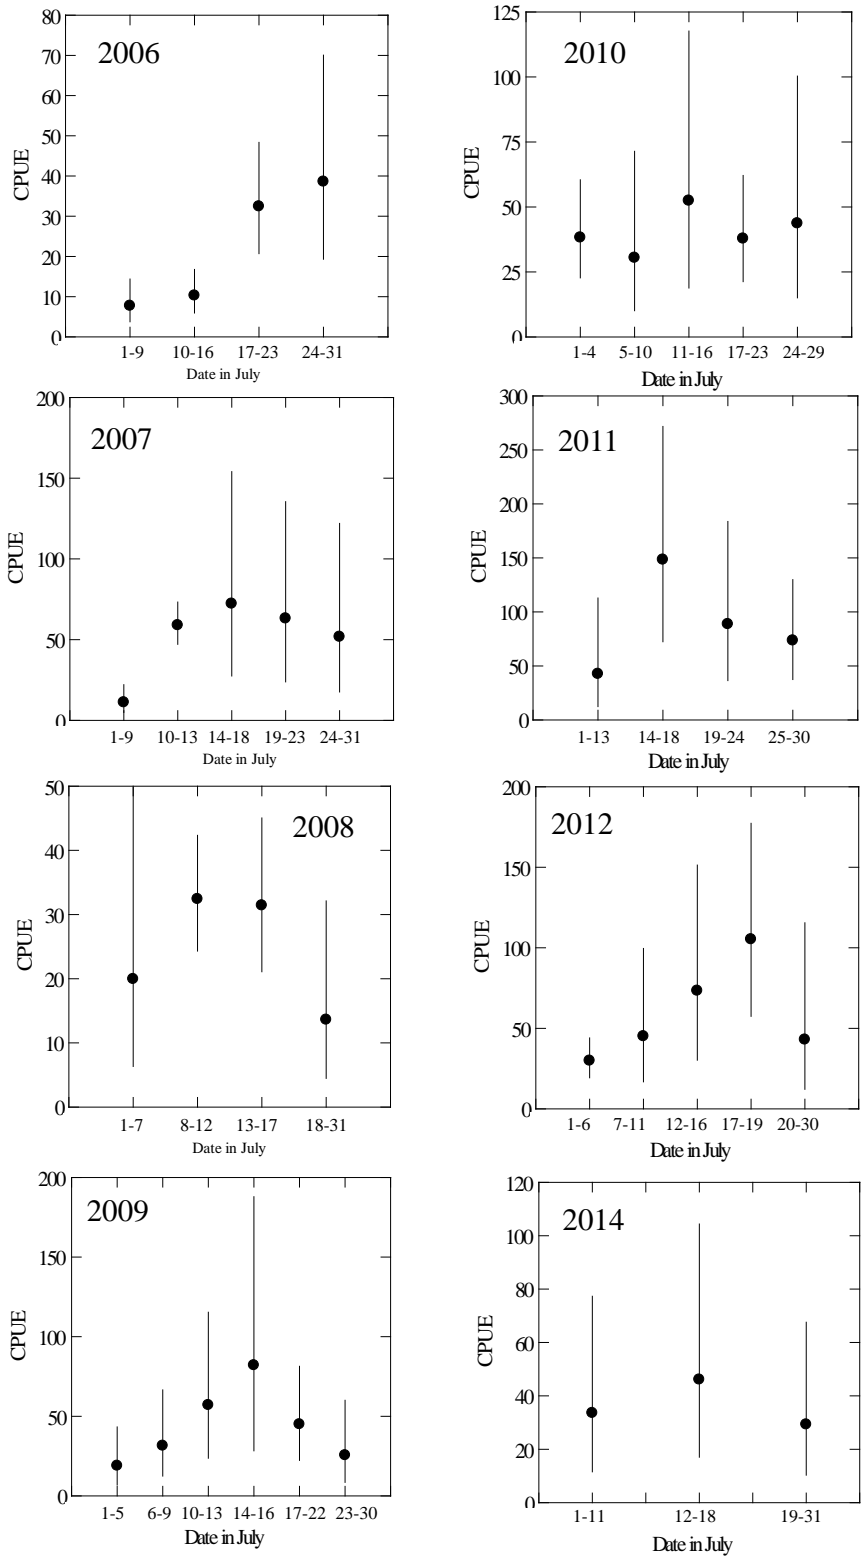 2006
80
70
60
50
40
30
20
10
0
CPUE
1-9 10-16 17-23 24-31
Date in July
2010
125
100
75
50
25
0
CPUE
1-4 5-10 11-16 17-23 24-29
Date in July
2007
200
150
100
50
0
CPUE
1-9 10-13 14-18 19-23 24-31
Date in July
2011
300
250
200
150
100
50
0
CPUE
1-13 14-18 19-24 25-30
Date in July
2008
50
40
30
20
10
0
CPUE
1-7 8-12 13-17 18-31
Date in July
2012
200
150
100
50
0
CPUE
1-6 7-11 12-16 17-19 20-30
Date in July
2009
200
150
100
50
0
CPUE
1-5 6-9 10-13 14-16 17-22 23-30
Date in July
2014
120
100
80
60
40
20
0
CPUE
1-11 12-18 19-31
Date in July